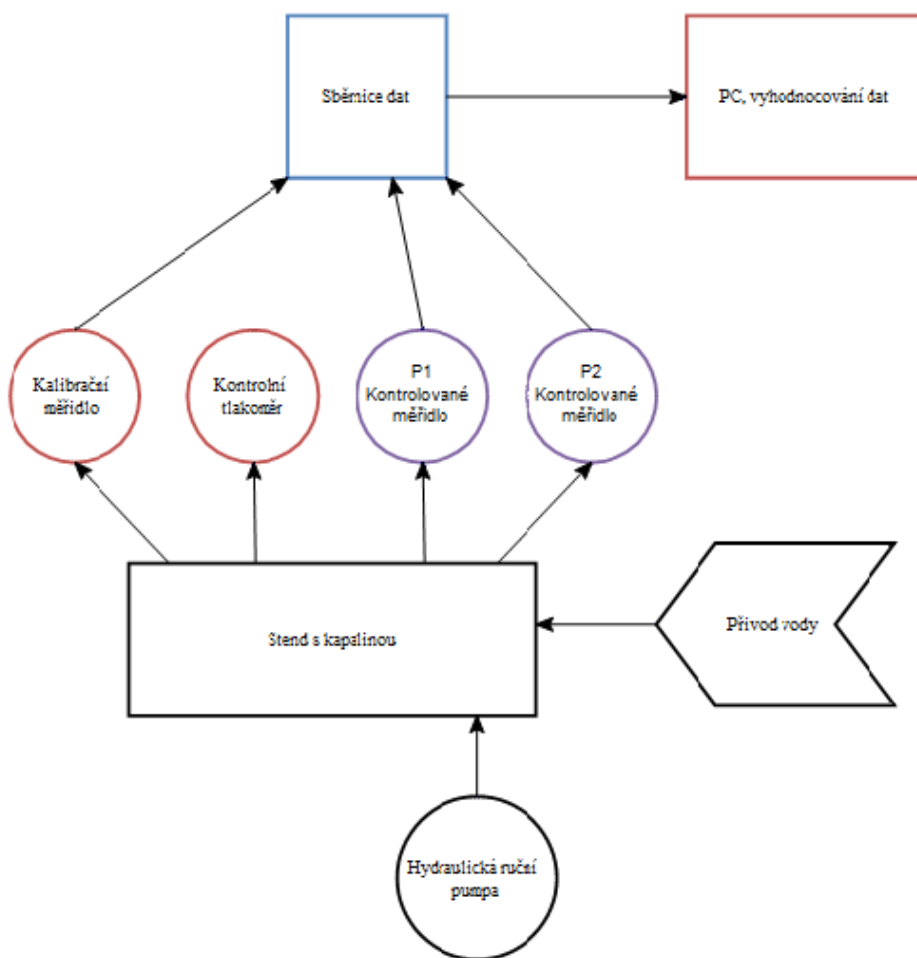 Sběrnice dat
PC, vyhodnocování dat
Kalibrační
měřidlo
Kontrolní
tlakoměr
P1
Kontrolované
měřidlo
P2
Kontrolované
měřidlo
Stend s kapalinou
Přivod vody
Hydraulická ruční
pumpa